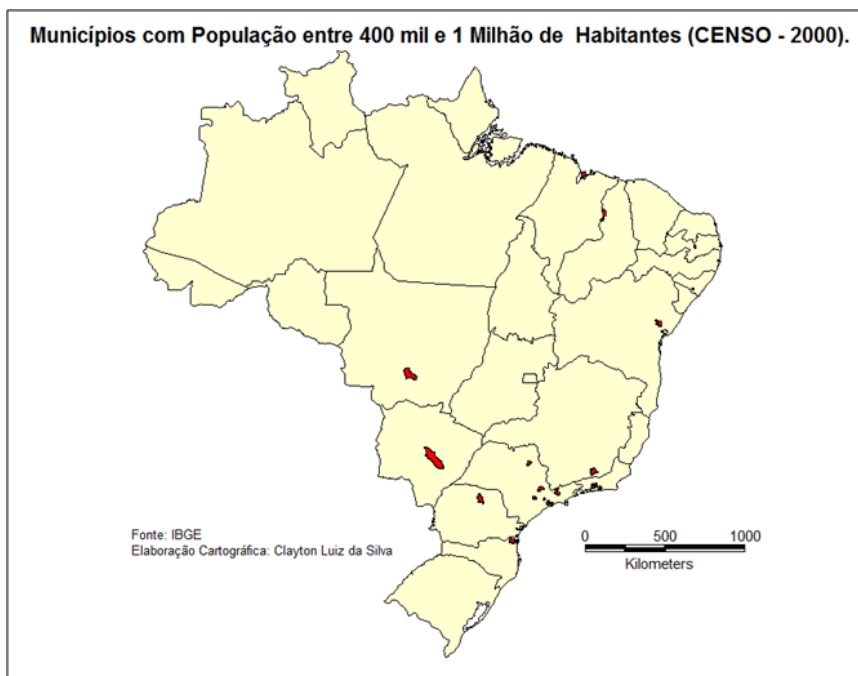 Municípios com População entre 400 mil e 1 Milhão de Habitantes (CENSO - 2000).
Fonte: IBGE
Elaboração Cartográfica: Clayton Luiz da Silva
0 500 1000
Kilometers